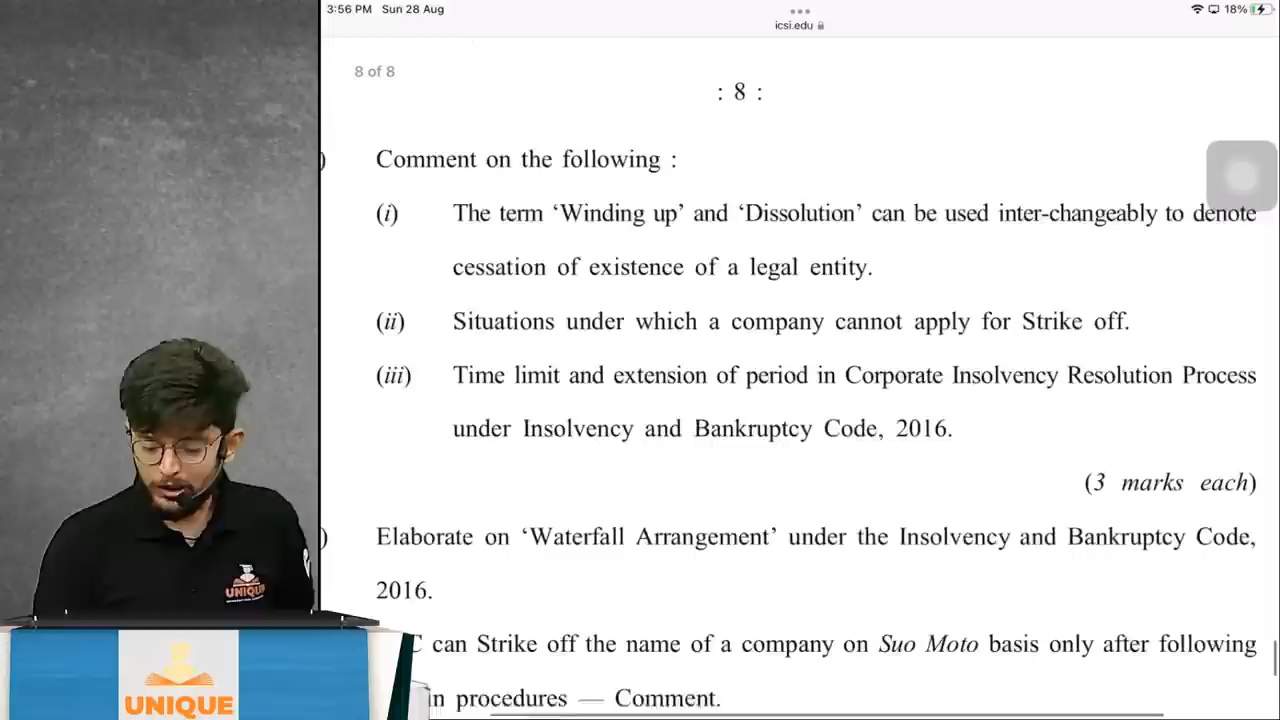 3:56 PM Sun 28 Aug
icsi.edu
18%
8 of 8
: 8 :
) Comment on the following :
(i) The term ‘Winding up’ and ‘Dissolution’ can be used inter-changeably to denote
cessation of existence of a legal entity.
(ii) Situations under which a company cannot apply for Strike off.
(iii) Time limit and extension of period in Corporate Insolvency Resolution Process
under Insolvency and Bankruptcy Code, 2016.
(3 marks each)
) Elaborate on ‘Waterfall Arrangement’ under the Insolvency and Bankruptcy Code,
2016.
C can Strike off the name of a company on Suo Moto basis only after following
in procedures — Comment.
UNIQUE
UNIQUE